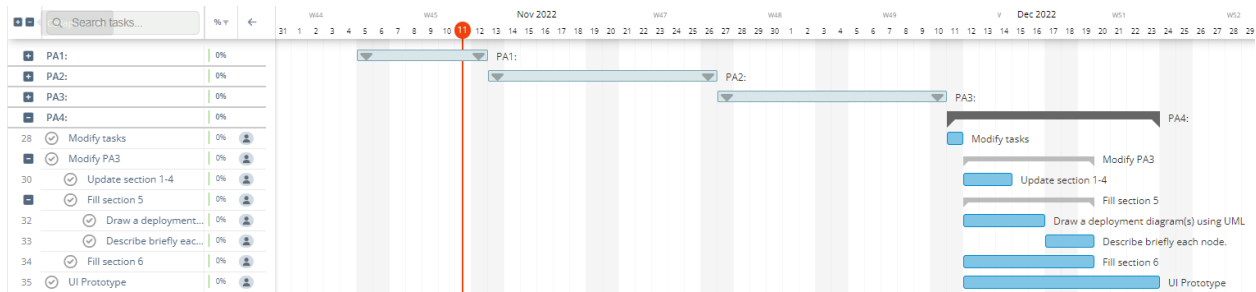 W44 W45 Nov 2022 W47 W48 W49 V Dec 2022 W51 W52
Search tasks... %
31 1 2 3 4 5 6 7 8 9 10 11 12 13 14 15 16 17 18 19 20 21 22 23 24 25 26 27 28 29 30 1 2 3 4 5 6 7 8 9 10 11 12 13 14 15 16 17 18 19 20 21 22 23 24 25 26 27 28 29
PA1: 0% PA1:
PA2: 0% PA2:
PA3: 0% PA3:
PA4: 0% PA4:
28 Modify tasks 0% Modify tasks
Modify PA3 0% Modify PA3
30 Update section 1-4 0% Update section 1-4
Fill section 5 0% Fill section 5
32 Draw a deployment... 0% Draw a deployment diagram(s) using UML
33 Describe briefly eac... 0% Describe briefly each node.
34 Fill section 6 0% Fill section 6
35 UI Prototype 0% UI Prototype